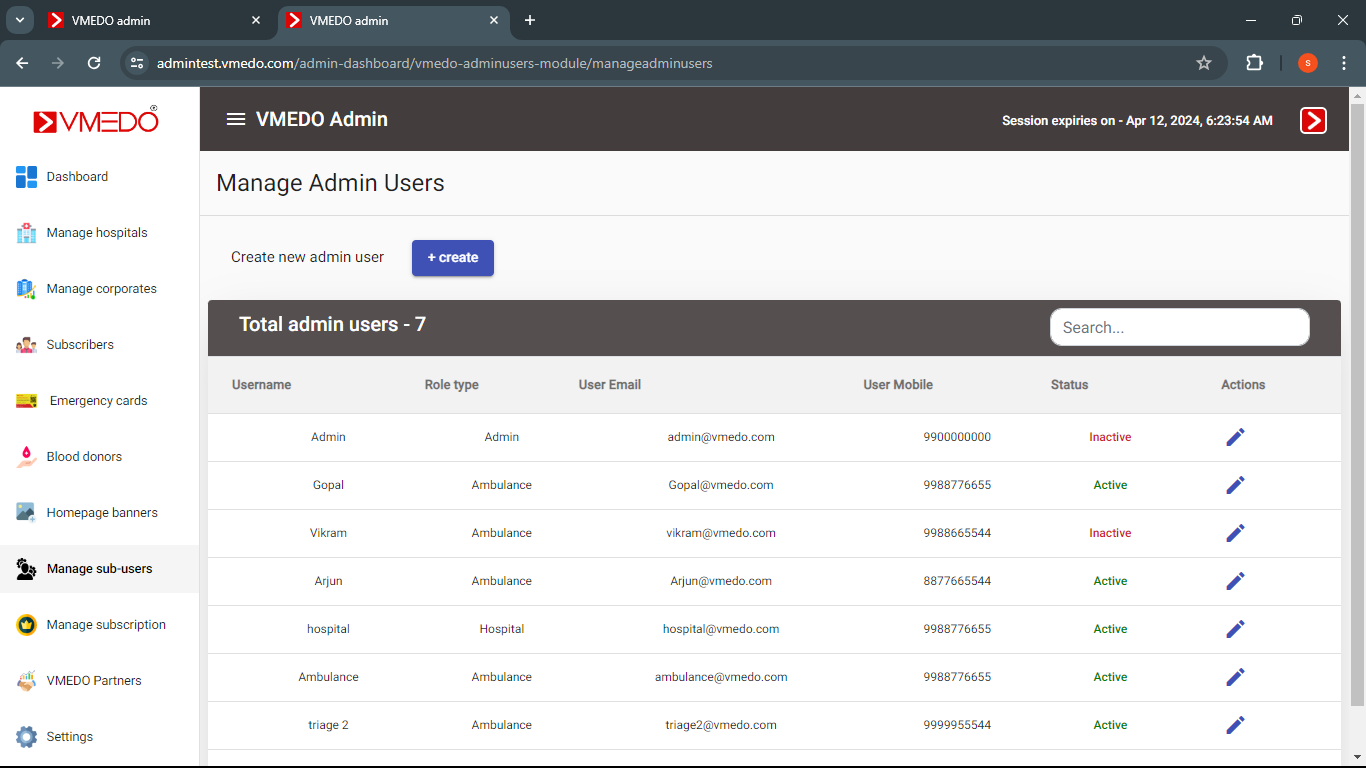 VMEDO admin
VMEDO admin
admintest.vmedo.com/admin-dashboard/vmedo-adminusers-module/manageadminusers
S
VMEDO
R
VMEDO Admin
Session expiries on - Apr 12, 2024, 6:23:54 AM
Dashboard
Manage hospitals
Manage corporates
Subscribers
Emergency cards
Blood donors
Homepage banners
Manage sub-users
Manage subscription
VMEDO Partners
Settings
Manage Admin Users
Create new admin user + create
Total admin users - 7 Search...
Username Role type User Email User Mobile Status Actions
Admin Admin admin@vmedo.com 9900000000 Inactive
Gopal Ambulance Gopal@vmedo.com 9988776655 Active
Vikram Ambulance vikram@vmedo.com 9988665544 Inactive
Arjun Ambulance Arjun@vmedo.com 8877665544 Active
hospital Hospital hospital@vmedo.com 9988776655 Active
Ambulance Ambulance ambulance@vmedo.com 9988776655 Active
triage 2 Ambulance triage2@vmedo.com 9999955544 Active